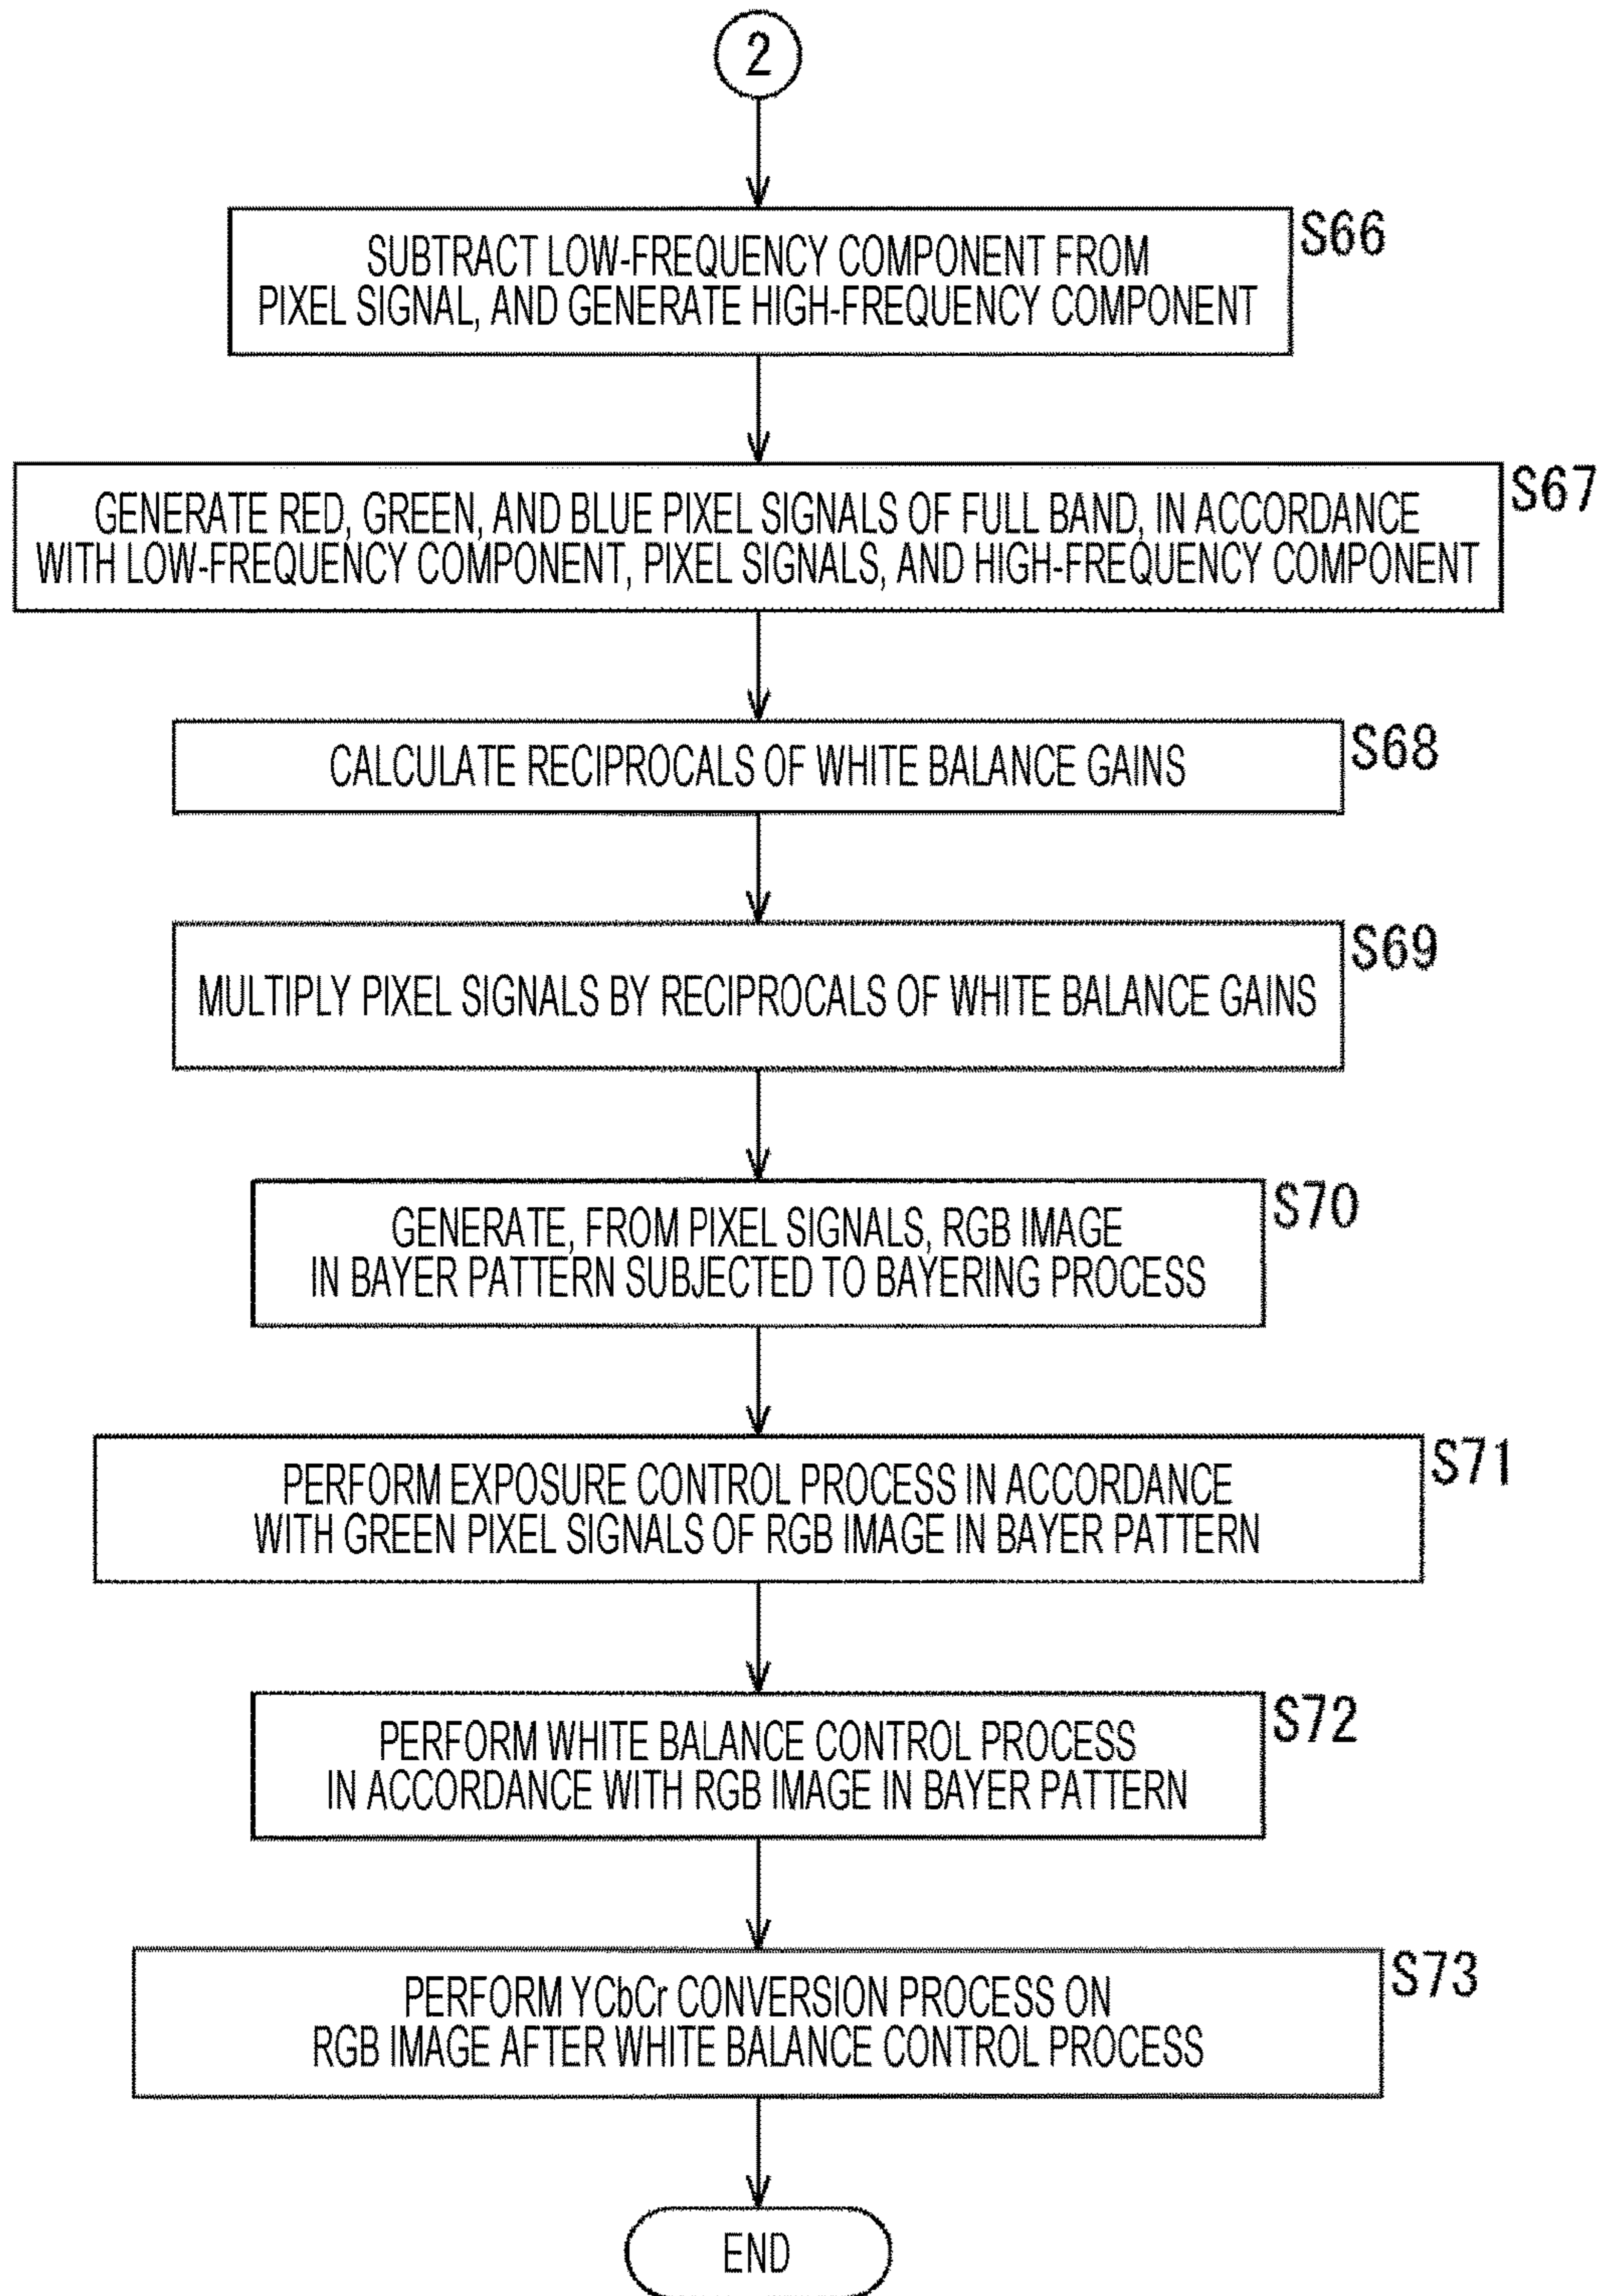 2
SUBTRACT LOW-FREQUENCY COMPONENT FROM
PIXEL SIGNAL, AND GENERATE HIGH-FREQUENCY COMPONENT
S66
GENERATE RED, GREEN, AND BLUE PIXEL SIGNALS OF FULL BAND, IN ACCORDANCE
WITH LOW-FREQUENCY COMPONENT, PIXEL SIGNALS, AND HIGH-FREQUENCY COMPONENT
S67
CALCULATE RECIPROCALS OF WHITE BALANCE GAINS
S68
MULTIPLY PIXEL SIGNALS BY RECIPROCALS OF WHITE BALANCE GAINS
S69
GENERATE, FROM PIXEL SIGNALS, RGB IMAGE
IN BAYER PATTERN SUBJECTED TO BAYERING PROCESS
S70
PERFORM EXPOSURE CONTROL PROCESS IN ACCORDANCE
WITH GREEN PIXEL SIGNALS OF RGB IMAGE IN BAYER PATTERN
S71
PERFORM WHITE BALANCE CONTROL PROCESS
IN ACCORDANCE WITH RGB IMAGE IN BAYER PATTERN
S72
PERFORM YCbCr CONVERSION PROCESS ON
RGB IMAGE AFTER WHITE BALANCE CONTROL PROCESS
S73
END